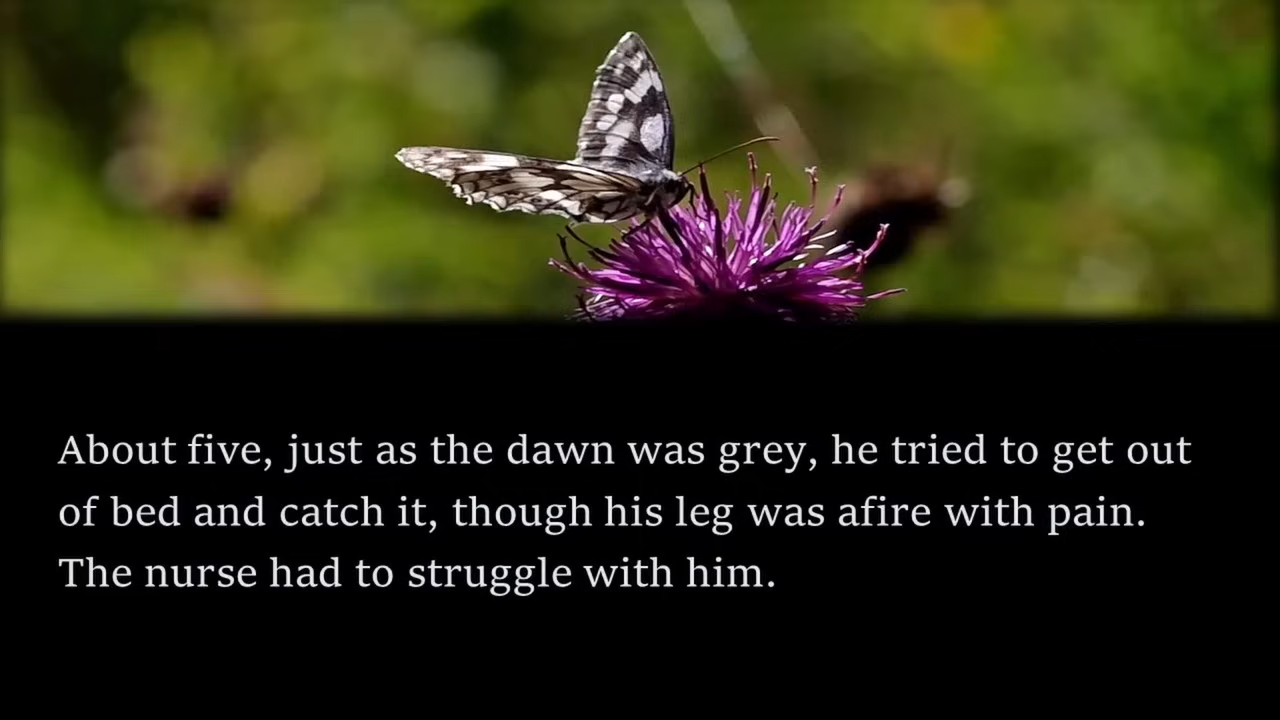 About five, just as the dawn was grey, he tried to get out
of bed and catch it, though his leg was afire with pain.
The nurse had to struggle with him.